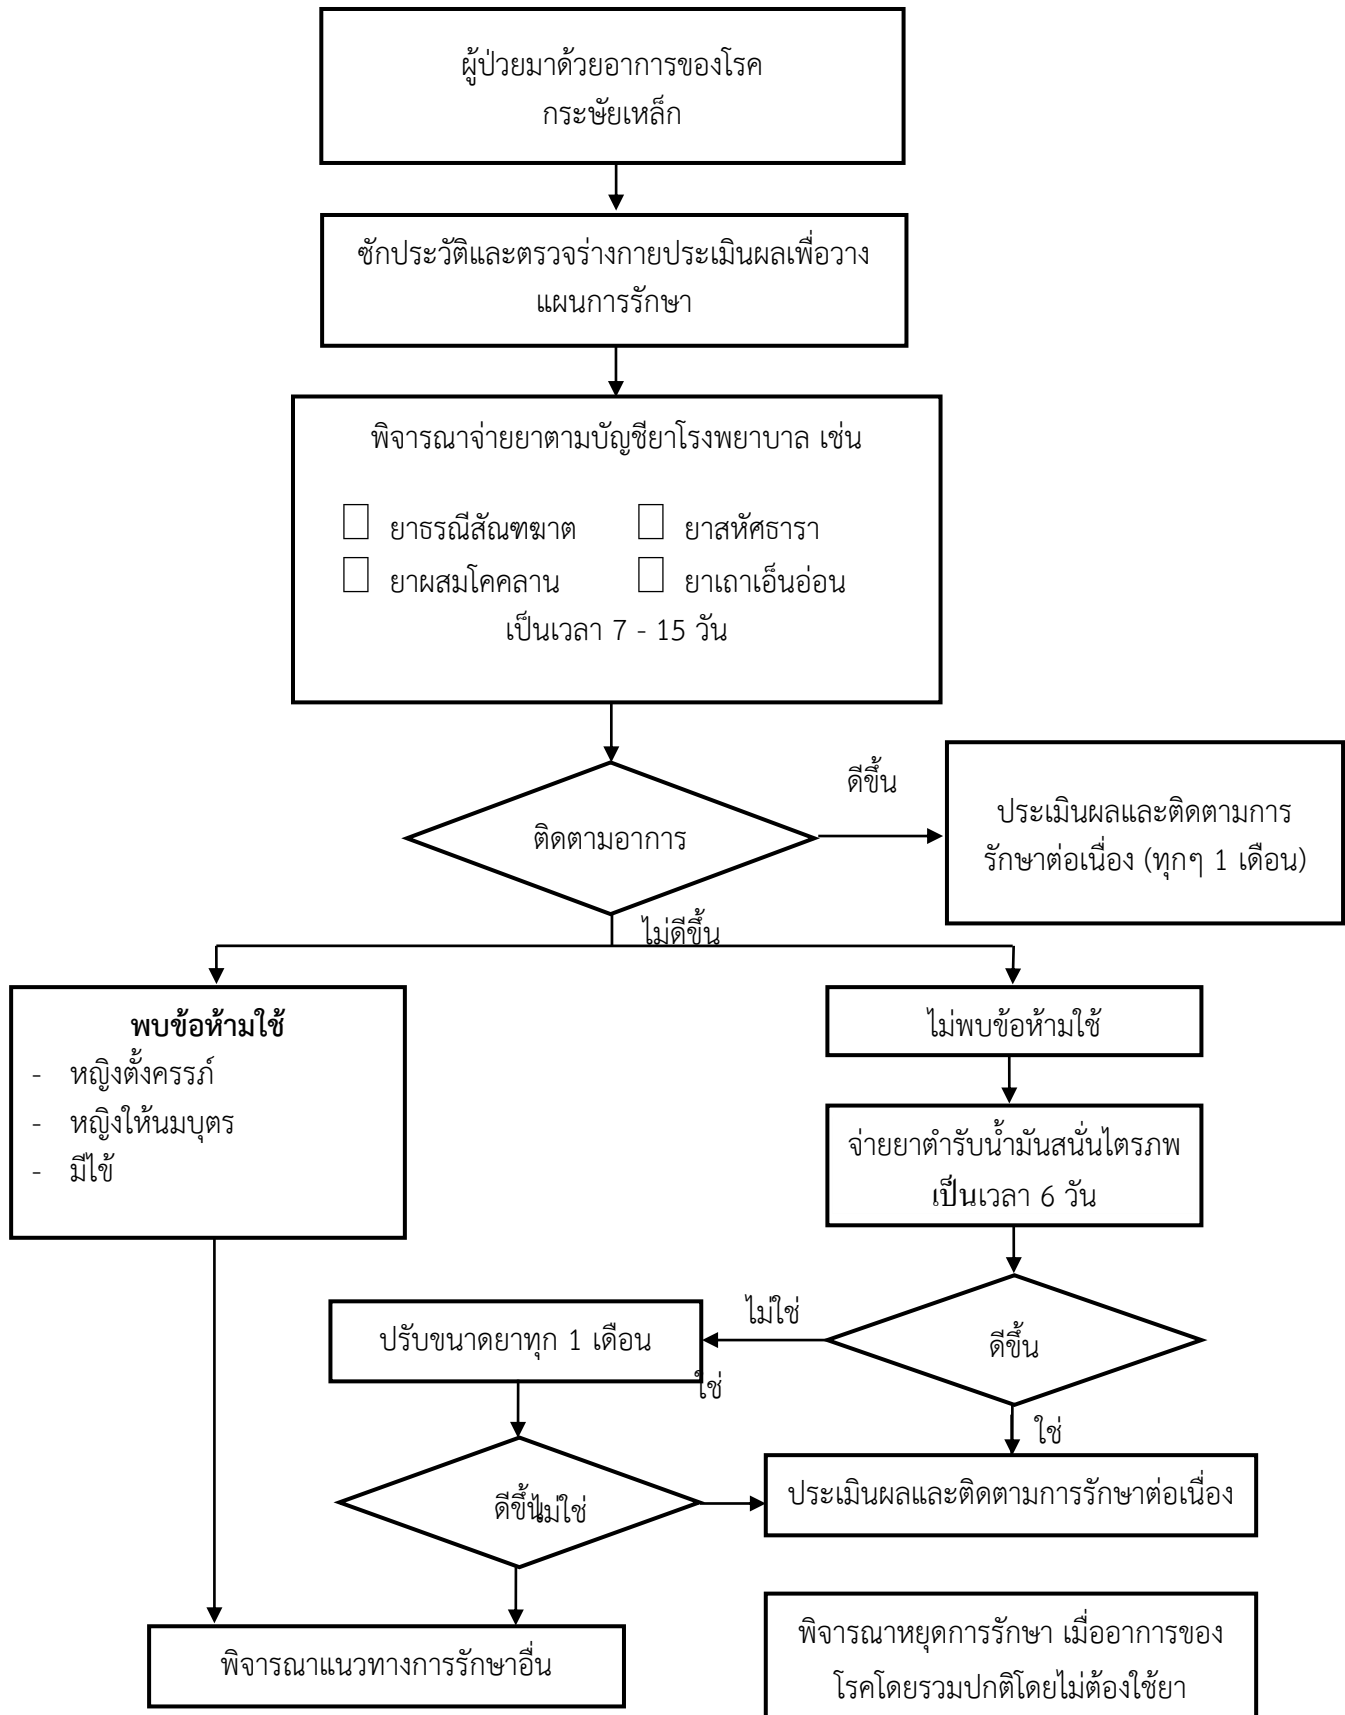 ผู้ป่วยมาด้วยอาการของโรค
กระษัยเหล็ก
ซักประวัติและตรวจร่างกายประเมินผลเพื่อวาง
แผนการรักษา
พิจารณาจ่ายยาตามบัญชียาโรงพยาบาล เช่น
ยาธรณีสัณฑฆาต
ยาสหัศธารา
ยาผสมโคคลาน
ยาเถาเอ็นอ่อน
เป็นเวลา 7 - 15 วัน
ติดตามอาการ
ดีขึ้น
ประเมินผลและติดตามการ
รักษาต่อเนื่อง (ทุกๆ 1 เดือน)
ไม่ดีขึ้น
พบข้อห้ามใช้
- หญิงตั้งครรภ์
- หญิงให้นมบุตร
- มีไข้
ไม่พบข้อห้ามใช้
จ่ายยาตำรับน้ำมันสนั่นไตรภพ
เป็นเวลา 6 วัน
ดีขึ้น
ไม่ใช่
ปรับขนาดยาทุก 1 เดือน
ใช่
ใช่
ดีขึ้น
ไม่ใช่
ประเมินผลและติดตามการรักษาต่อเนื่อง
พิจารณาแนวทางการรักษาอื่น
พิจารณาหยุดการรักษา เมื่ออาการของ
โรคโดยรวมปกติโดยไม่ต้องใช้ยา